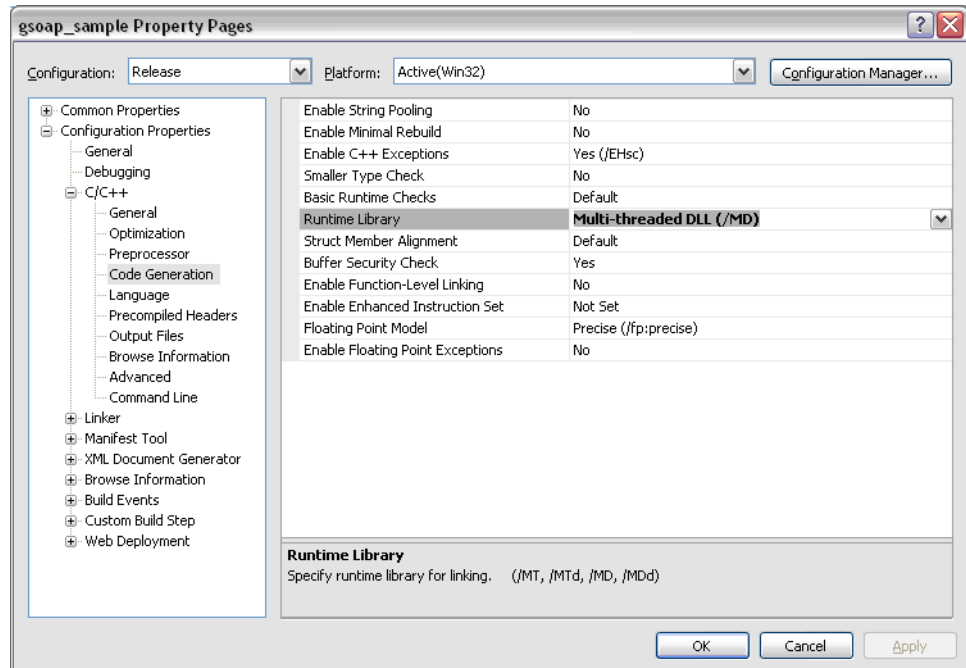 gsoap_sample Property Pages
Configuration: Release Platform: Active(Win32) Configuration Manager...
Common Properties
Configuration Properties
General
Debugging
C/C++
General
Optimization
Preprocessor
Code Generation
Language
Precompiled Headers
Output Files
Browse Information
Advanced
Command Line
Linker
Manifest Tool
XML Document Generator
Browse Information
Build Events
Custom Build Step
Web Deployment
Enable String Pooling No
Enable Minimal Rebuild No
Enable C++ Exceptions Yes (/EHsc)
Smaller Type Check No
Basic Runtime Checks Default
Runtime Library Multi-threaded DLL (/MD)
Struct Member Alignment Default
Buffer Security Check Yes
Enable Function-Level Linking No
Enable Enhanced Instruction Set Not Set
Floating Point Model Precise (/fp:precise)
Enable Floating Point Exceptions No
Runtime Library
Specify runtime library for linking. (/MT, /MTd, /MD, /MDd)
OK Cancel Apply